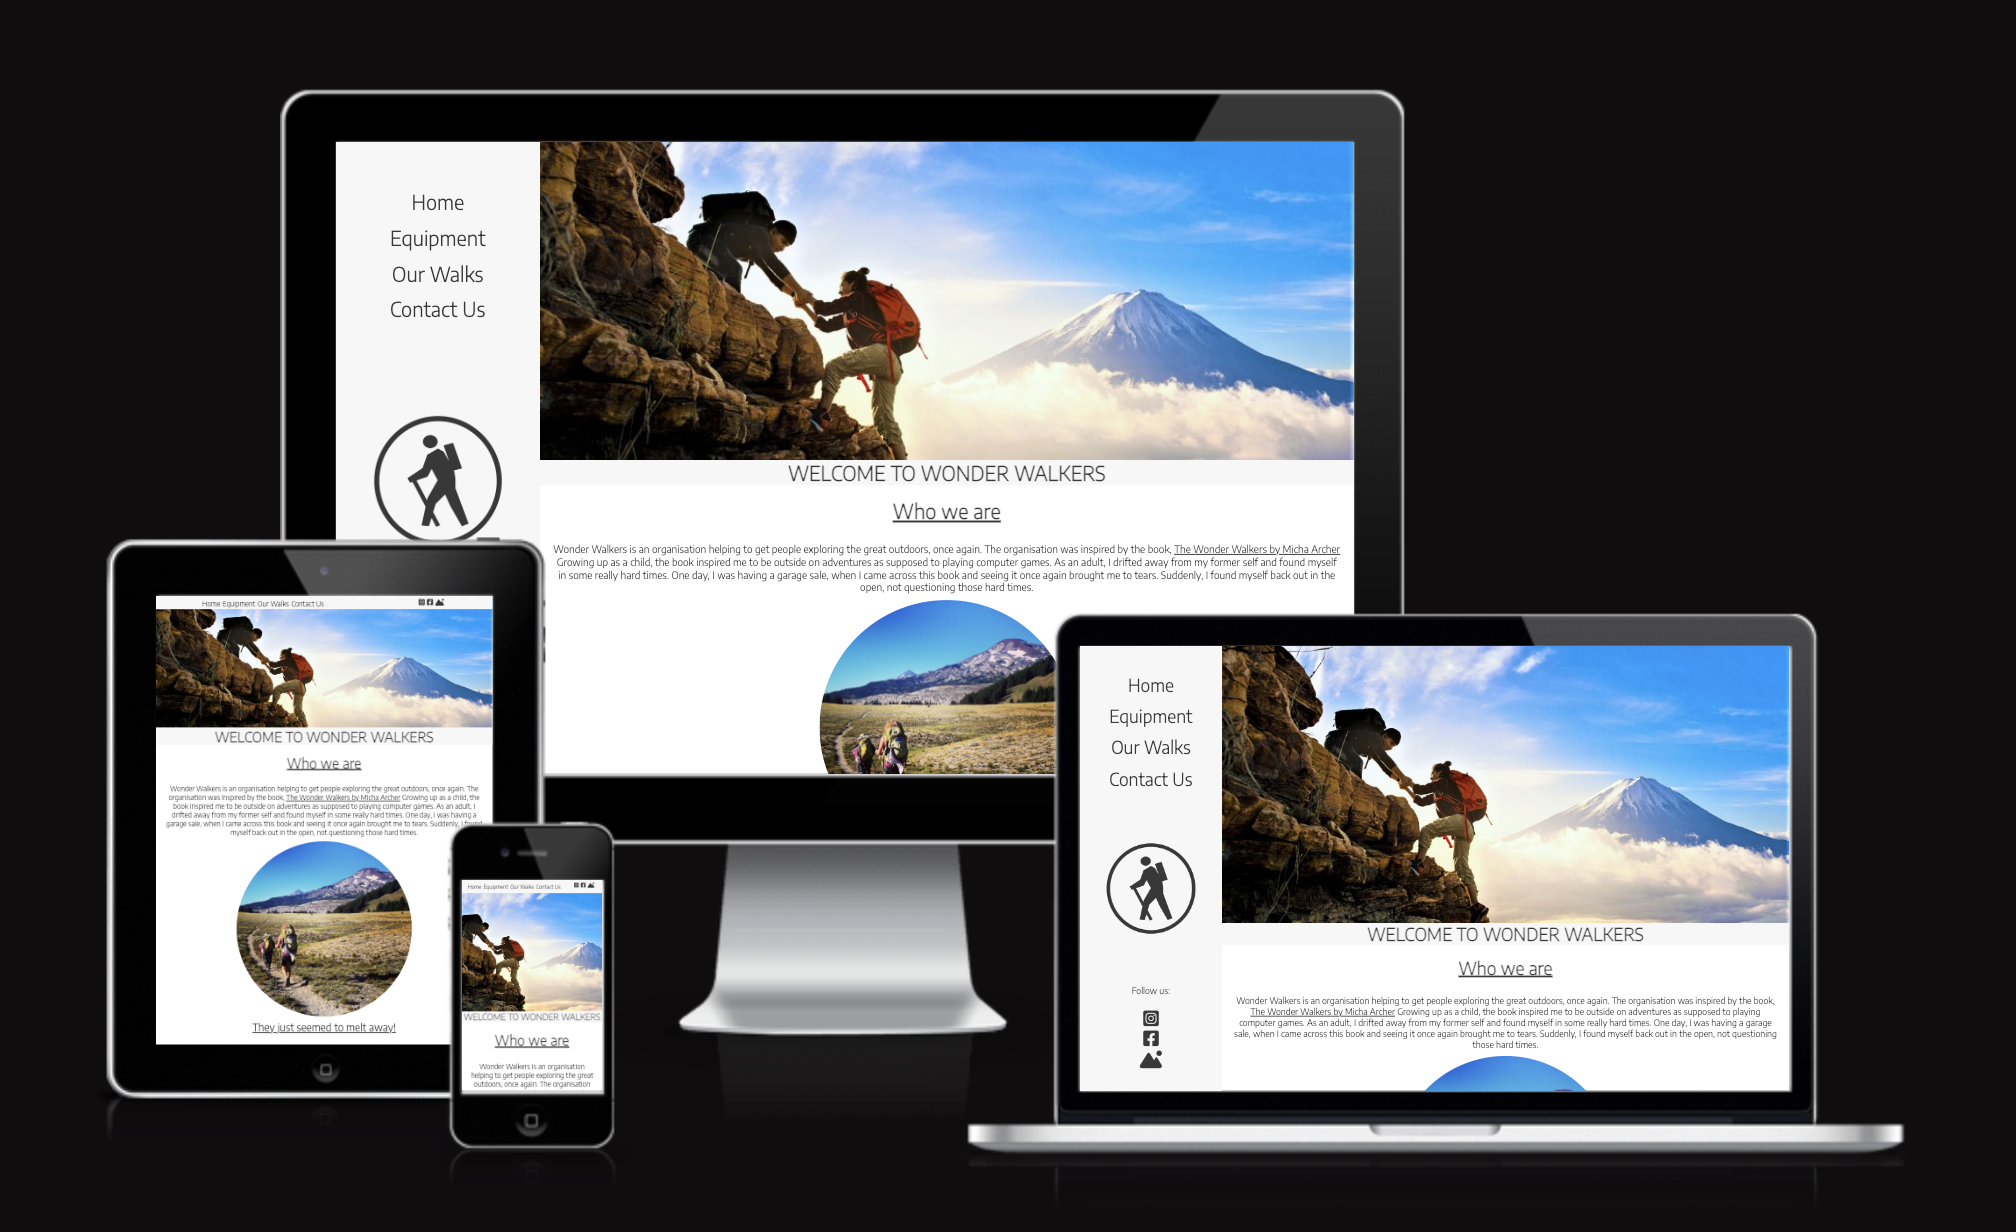 Home
Equipment
Our Walks
Contact Us
WELCOME TO WONDER WALKERS
Who we are
Wonder Walkers is an organisation helping to get people exploring the great outdoors, once again. The organisation was inspired by the book, The Wonder Walkers by Micha Archer
Growing up as a child, the book inspired me to be outside on adventures as supposed to playing computer games. As an adult, I drifted away from my former self and found myself
in some really hard times. One day, I was having a garage sale, when I came across this book and seeing it once again brought me to tears. Suddenly, I found myself back out in the
open, not questioning those hard times.
Home Equipment Our Walks Contact Us
WELCOME TO WONDER WALKERS
Who we are
Wonder Walkers is an organisation helping to get people exploring the great outdoors, once again. The
organisation was inspired by the book, The Wonder Walkers by Micha Archer Growing up as a child, the
book inspired me to be outside on adventures as supposed to playing computer games. As an adult, I
drifted away from my former self and found myself in some really hard times. One day, I was having a
garage sale, when I came across this book and seeing it once again brought me to tears. Suddenly, I found
myself back out in the open, not questioning those hard times.
They just seemed to melt away!
Home Equipment Our Walks Contact Us
WELCOME TO WONDER WALKERS
Who we are
Wonder Walkers is an organisation
helping to get people exploring the great
outdoors, once again. The organisation
Home
Equipment
Our Walks
Contact Us
Follow us:
WELCOME TO WONDER WALKERS
Who we are
Wonder Walkers is an organisation helping to get people exploring the great outdoors, once again. The organisation was inspired by the book,
The Wonder Walkers by Micha Archer Growing up as a child, the book inspired me to be outside on adventures as supposed to playing
computer games. As an adult, I drifted away from my former self and found myself in some really hard times. One day, I was having a garage
sale, when I came across this book and seeing it once again brought me to tears. Suddenly, I found myself back out in the open, not questioning
those hard times.